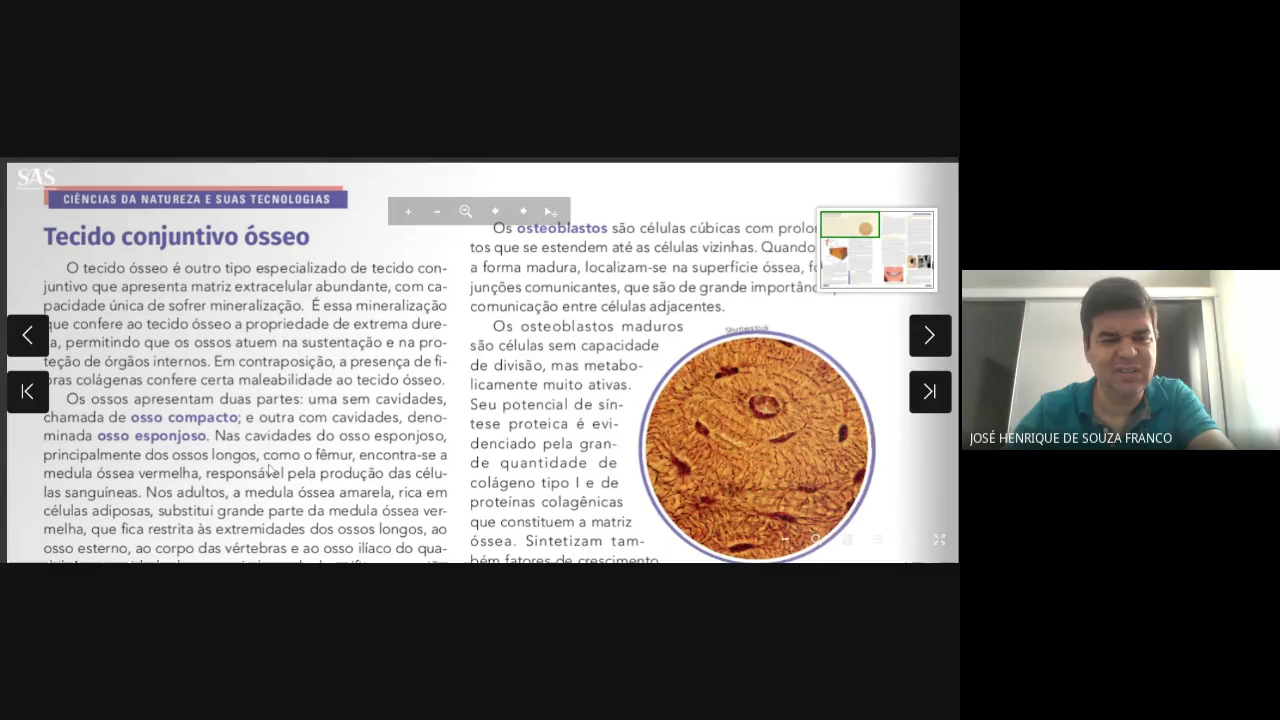 SAS
CIÊNCIAS DA NATUREZA E SUAS TECNOLOGIAS
Tecido conjuntivo ósseo
O tecido ósseo é outro tipo especializado de tecido con-
juntivo que apresenta matriz extracelular abundante, com ca-
pacidade única de sofrer mineralização. É essa mineralização
que confere ao tecido ósseo a propriedade de extrema dure-
za, permitindo que os ossos atuem na sustentação e na pro-
teção de órgãos internos. Em contraposição, a presença de fi-
bras colágenas confere certa maleabilidade ao tecido ósseo.
Os ossos apresentam duas partes: uma sem cavidades,
chamada de osso compacto; e outra com cavidades, deno-
minada osso esponjoso. Nas cavidades do osso esponjoso,
principalmente dos ossos longos, como o fêmur, encontra-se a
medula óssea vermelha, responsável pela produção das célu-
las sanguíneas. Nos adultos, a medula óssea amarela, rica em
células adiposas, substitui grande parte da medula óssea ver-
melha, que fica restrita às extremidades dos ossos longos, ao
osso esterno, ao corpo das vértebras e ao osso ilíaco do qua-
Os osteoblastos são células cúbicas com prolo
tos que se estendem até as células vizinhas. Quando
a forma madura, localizam-se na superfície óssea, fo
junções comunicantes, que são de grande importânc
comunicação entre células adjacentes.
Os osteoblastos maduros
são células sem capacidade
de divisão, mas metabo-
licamente muito ativas.
Seu potencial de sín-
tese proteica é evi-
denciado pela gran-
de quantidade de
colágeno tipo I e de
proteínas colagênicas
que constituem a matriz
óssea. Sintetizam tam-
bém fatores de crescimento
Shutterstock
JOSÉ HENRIQUE DE SOUZA FRANCO